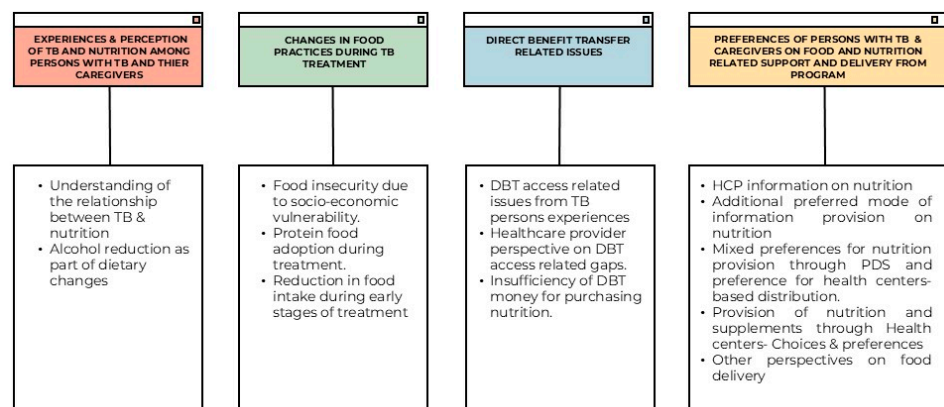 EXPERIENCES & PERCEPTION
OF TB AND NUTRITION AMONG
PERSONS WITH TB AND THIER
CAREGIVERS
CHANGES IN FOOD
PRACTICES DURING TB
TREATMENT
DIRECT BENEFIT TRANSFER
RELATED ISSUES
PREFERENCES OF PERSONS WITH TB &
CAREGIVERS ON FOOD AND NUTRITION
RELATED SUPPORT AND DELIVERY FROM
PROGRAM
• Understanding of
the relationship
between TB &
nutrition
• Alcohol reduction as
part of dietary
changes
• Food insecurity due
to socio-economic
vulnerability.
• Protein food
adoption during
treatment.
• Reduction in food
intake during early
stages of treatment
• DBT access related
issues from TB
persons experiences
• Healthcare provider
perspective on DBT
access related gaps.
• Insufficiency of DBT
money for purchasing
nutrition.
• HCP information on nutrition
• Additional preferred mode of
information provision on
nutrition
• Mixed preferences for nutrition
provision through PDS and
preference for health centers-
based distribution.
• Provision of nutrition and
supplements through Health
centers- Choices & preferences
• Other perspectives on food
delivery